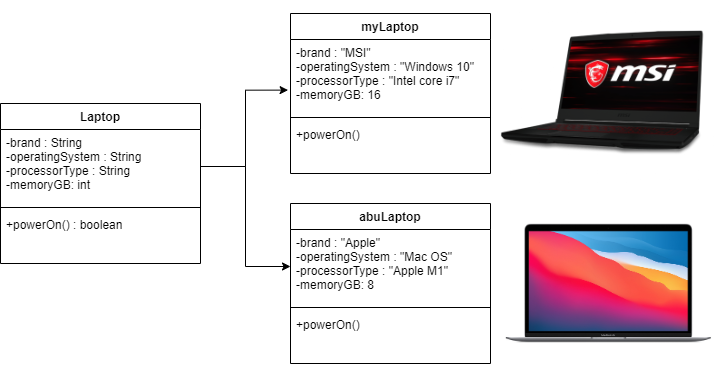 Laptop
-brand : String
-operatingSystem : String
-processorType : String
-memoryGB: int
+powerOn() : boolean
myLaptop
-brand : "MSI"
-operatingSystem : "Windows 10"
-processorType : "Intel core i7"
-memoryGB: 16
+powerOn()
msi
abuLaptop
-brand : "Apple"
-operatingSystem : "Mac OS"
-processorType : "Apple M1"
-memoryGB: 8
+powerOn()